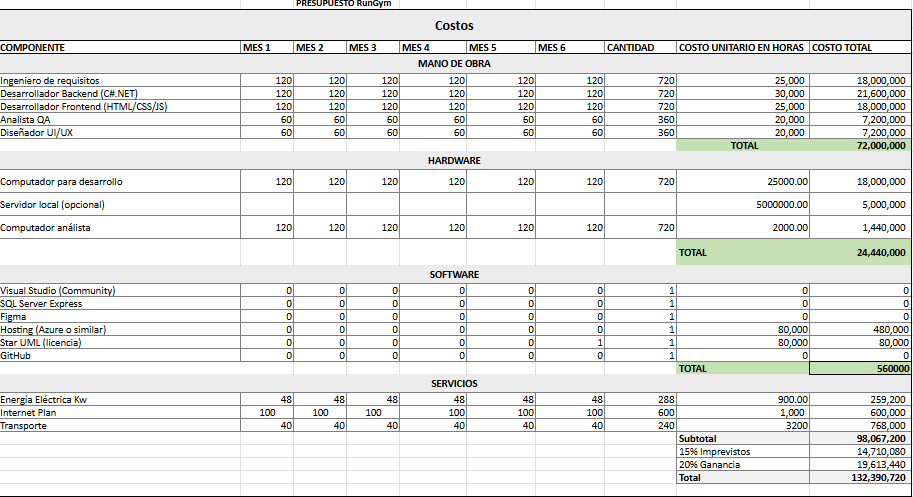 PRESUPUESTO RunGym
Costos
COMPONENTE MES 1 MES 2 MES 3 MES 4 MES 5 MES 6 CANTIDAD COSTO UNITARIO EN HORAS COSTO TOTAL
MANO DE OBRA
Ingeniero de requisitos 120 120 120 120 120 120 720 25,000 18,000,000
Desarrollador Backend (C#.NET) 120 120 120 120 120 120 720 30,000 21,600,000
Desarrollador Frontend (HTML/CSS/JS) 120 120 120 120 120 120 720 25,000 18,000,000
Analista QA 60 60 60 60 60 60 360 20,000 7,200,000
Diseñador UI/UX 60 60 60 60 60 60 360 20,000 7,200,000
TOTAL 72,000,000
HARDWARE
Computador para desarrollo 120 120 120 120 120 120 720 25000.00 18,000,000
Servidor local (opcional) 5000000.00 5,000,000
Computador análista 120 120 120 120 120 120 720 2000.00 1,440,000
TOTAL 24,440,000
SOFTWARE
Visual Studio (Community) 0 0 0 0 0 0 1 0 0
SQL Server Express 0 0 0 0 0 0 1 0 0
Figma 0 0 0 0 0 0 1 0 0
Hosting (Azure o similar) 0 0 0 0 0 0 1 80,000 480,000
Star UML (licencia) 0 0 0 0 0 1 1 80,000 80,000
GitHub 0 0 0 0 0 0 1 0 0
TOTAL 560000
SERVICIOS
Energía Eléctrica Kw 48 48 48 48 48 48 288 900.00 259,200
Internet Plan 100 100 100 100 100 100 600 1,000 600,000
Transporte 40 40 40 40 40 40 240 3200 768,000
Subtotal 98,067,200
15% Imprevistos 14,710,080
20% Ganancia 19,613,440
Total 132,390,720